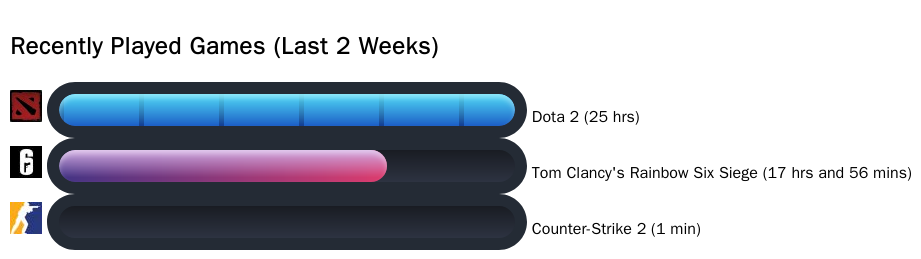 Recently Played Games (Last 2 Weeks)
Dota 2 (25 hrs)
Tom Clancy's Rainbow Six Siege (17 hrs and 56 mins)
Counter-Strike 2 (1 min)